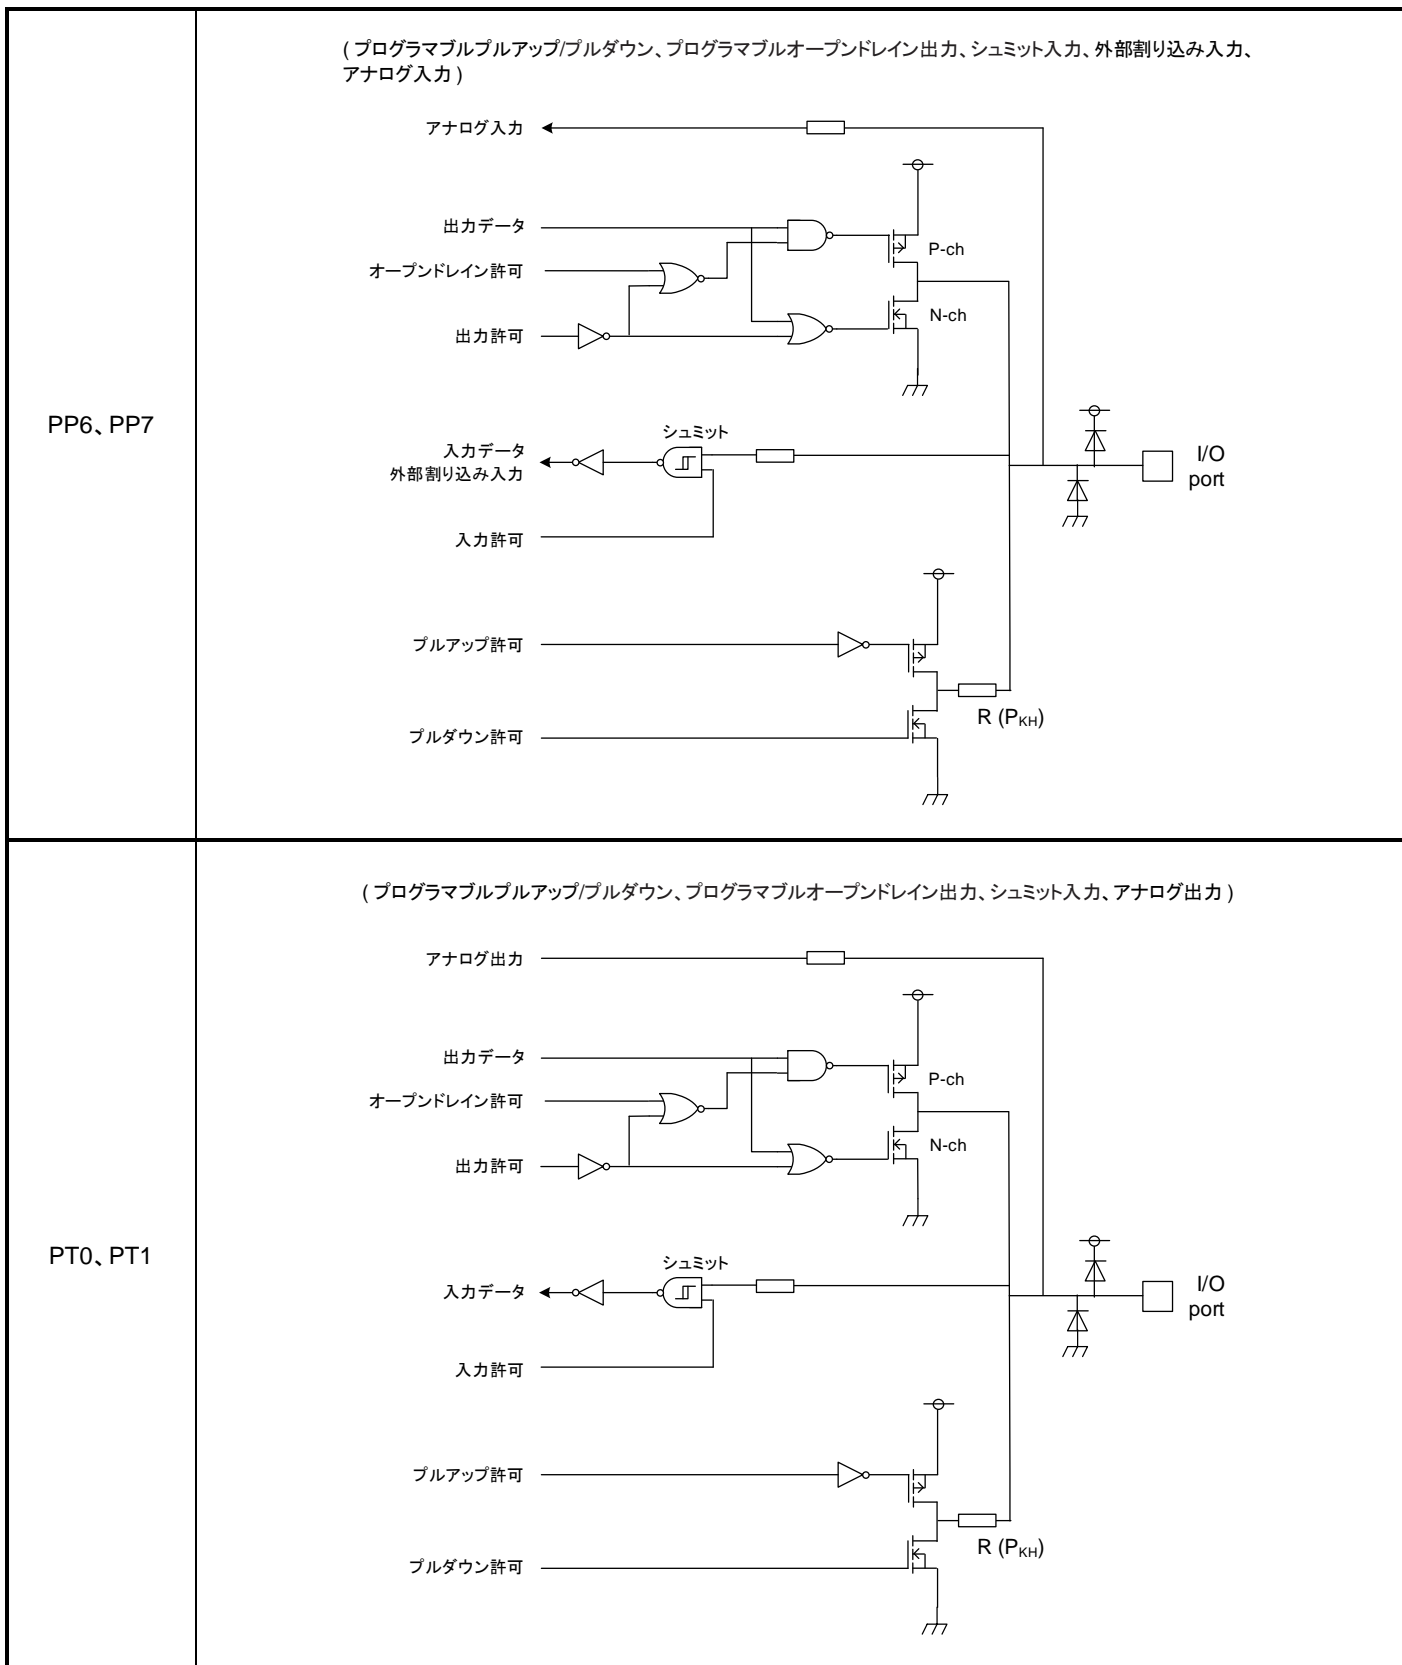 PP6、PP7
( プログラマブルプルアップ/プルダウン、プログラマブルオープンドレイン出力、シュミット入力、外部割り込み入力、
アナログ入力 )
アナログ入力
出力データ
P-ch
オープンドレイン許可
N-ch
出力許可
シュミット
入力データ
外部割り込み入力
I/O
port
入力許可
プルアップ許可
R (PKH)
プルダウン許可
PT0、PT1
( プログラマブルプルアップ/プルダウン、プログラマブルオープンドレイン出力、シュミット入力、アナログ出力 )
アナログ出力
出力データ
P-ch
オープンドレイン許可
N-ch
出力許可
シュミット
入力データ
I/O
port
入力許可
プルアップ許可
R (PKH)
プルダウン許可